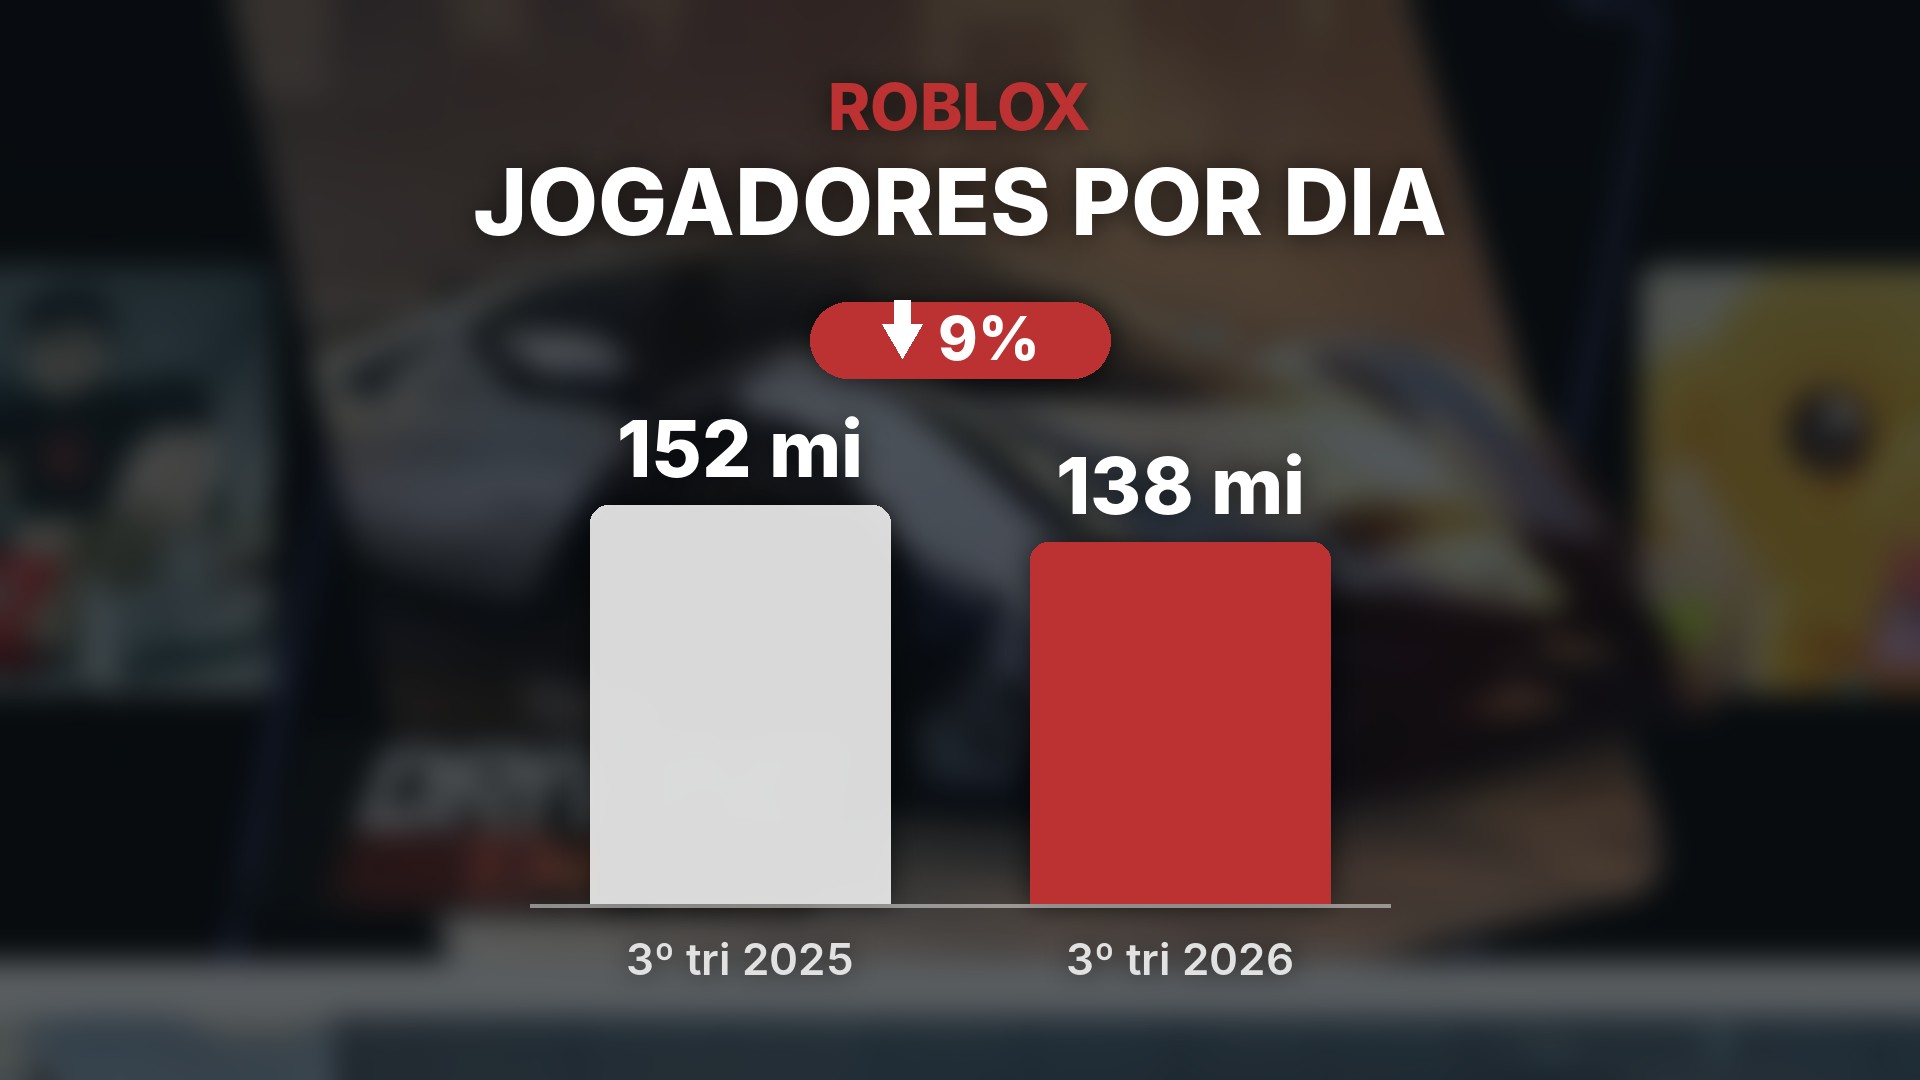 ROBLOX
JOGADORES POR DIA
9%
152 mi
138 mi
3º tri 2025
3º tri 2026